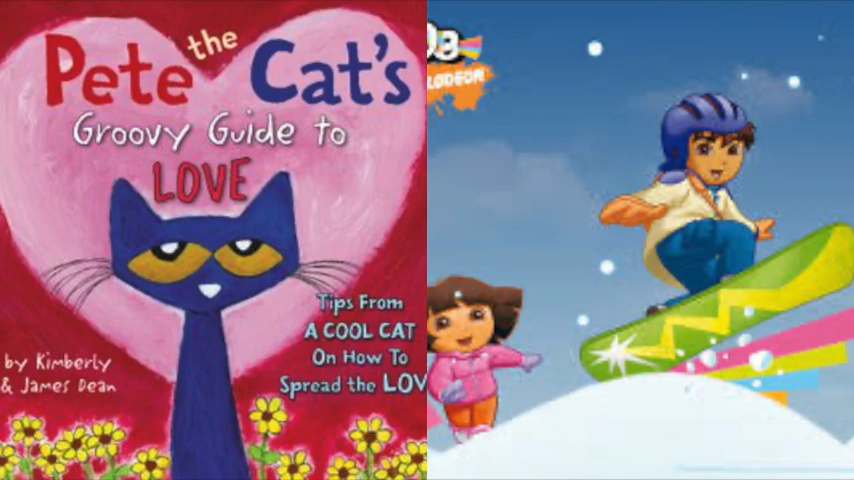 the
Pete Cat's
Groovy Guide to
LOVE
Tips From
A COOL CAT
On How To
Spread the LOV
by Kimberly
& James Dean